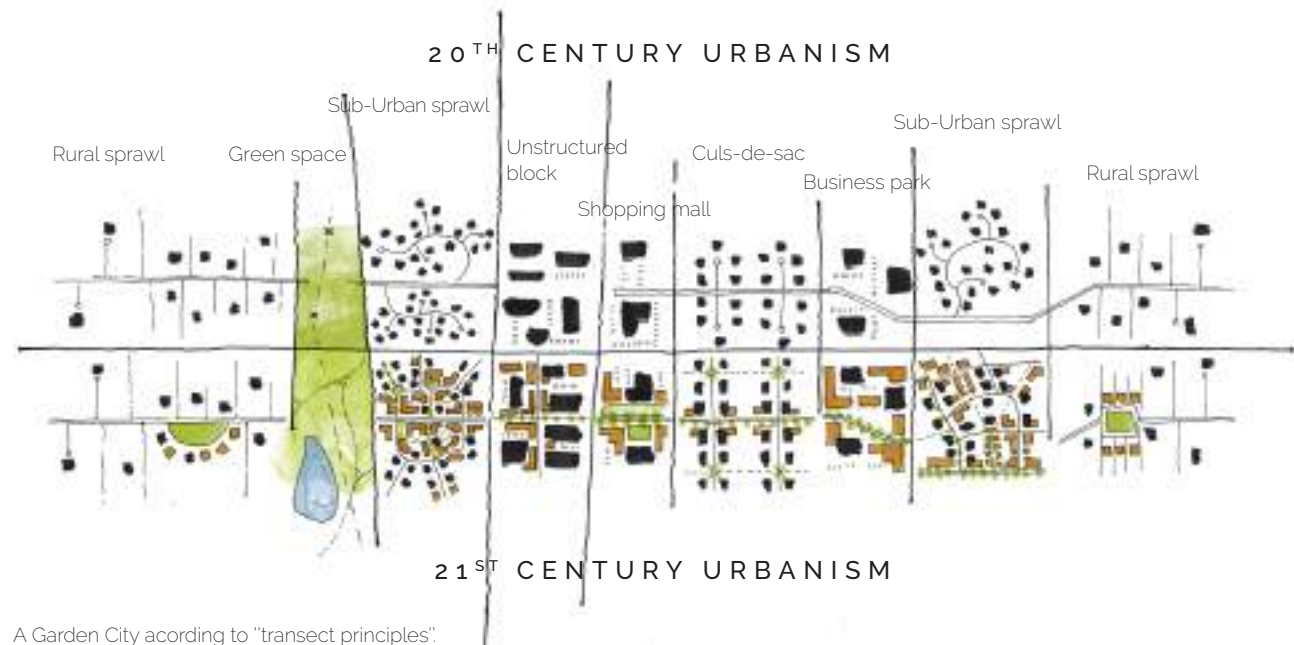 20TH CENTURY URBANISM
Sub-Urban sprawl
Sub-Urban sprawl
Rural sprawl
Green space
Unstructured
block
Culs-de-sac
Business park
Rural sprawl
Shopping mall
21ST CENTURY URBANISM
A Garden City acording to "transect principles".